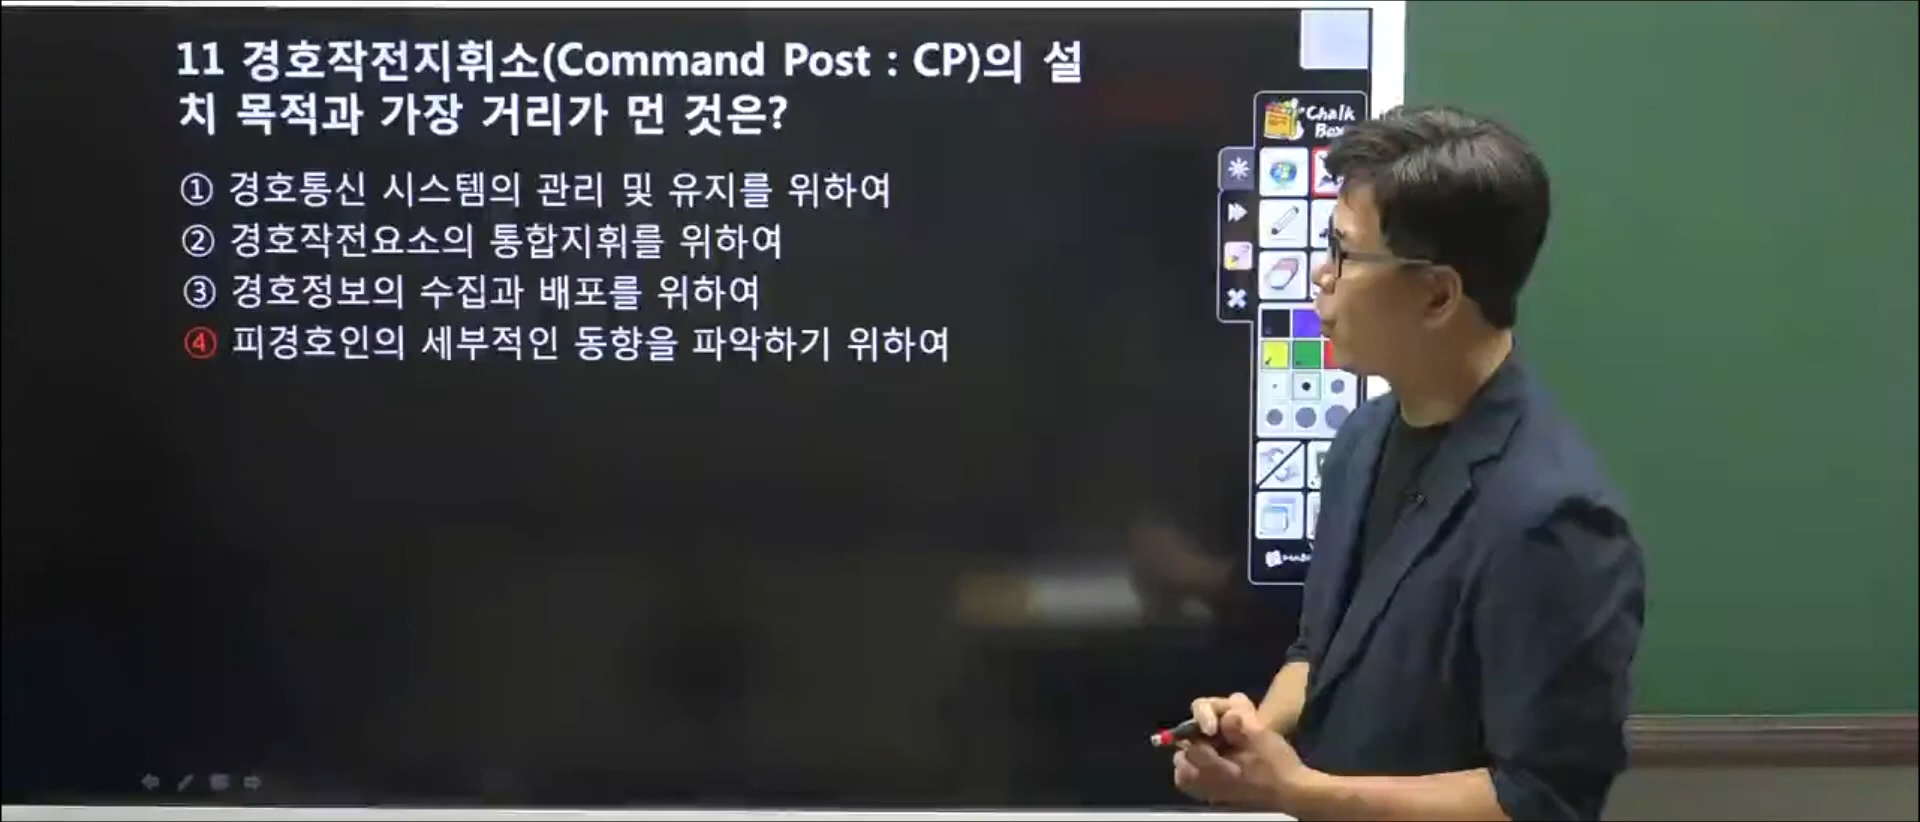 11 경호작전지휘소(Command Post : CP)의 설
치 목적과 가장 거리가 먼 것은?
① 경호통신 시스템의 관리 및 유지를 위하여
② 경호작전요소의 통합지휘를 위하여
③ 경호정보의 수집과 배포를 위하여
④ 피경호인의 세부적인 동향을 파악하기 위하여
Chalk
Box